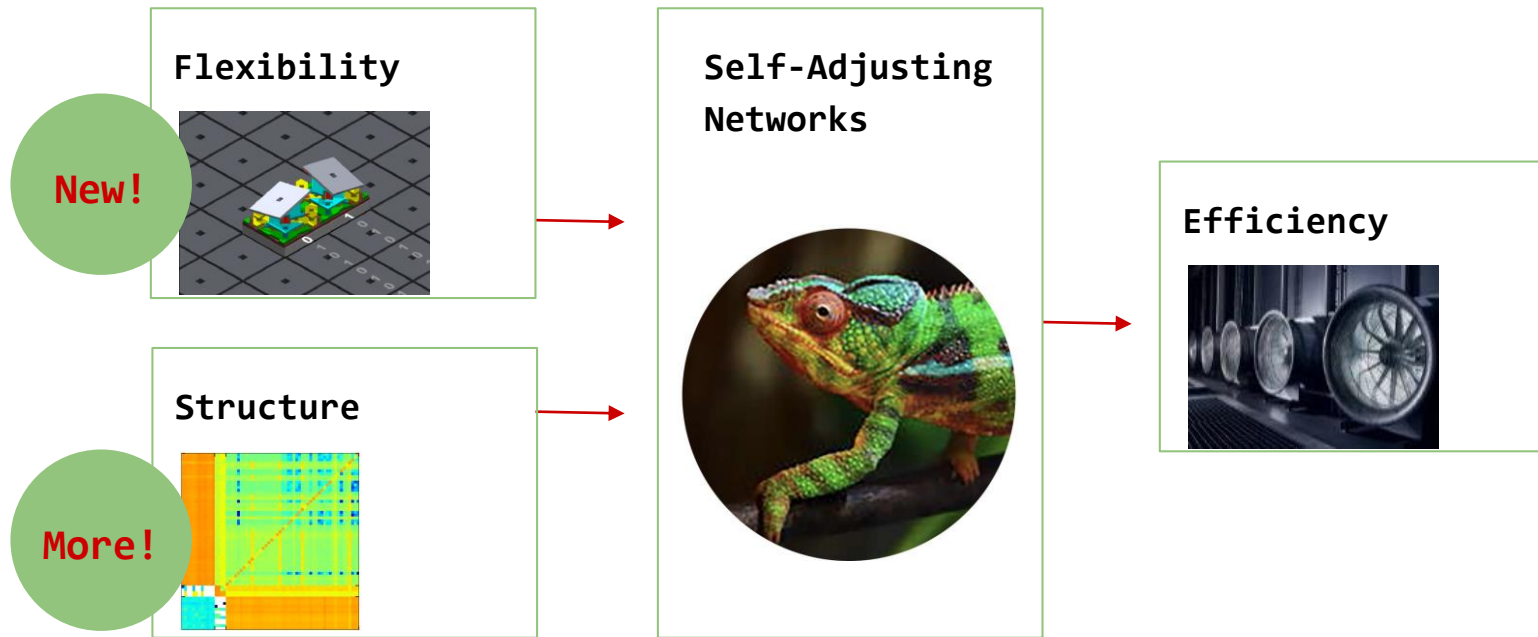 Flexibility
New!
Structure
More!
Self-Adjusting
Networks
Efficiency